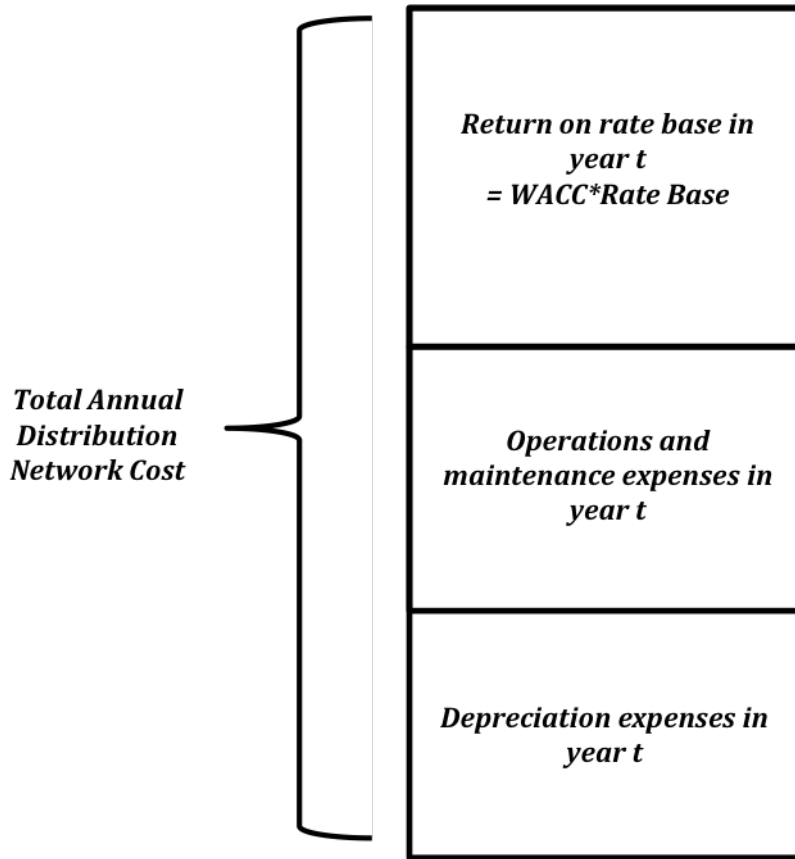 Total Annual
Distribution
Network Cost
Return on rate base in
year t
= WACC*Rate Base
Operations and
maintenance expenses in
year t
Depreciation expenses in
year t